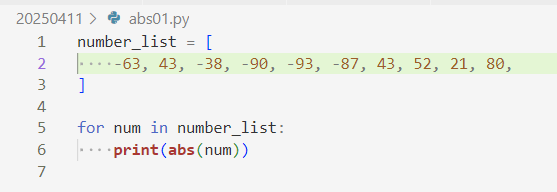 20250411 > abs01.py
1 number_list = [
2 ····-63, 43, -38, -90, -93, -87, 43, 52, 21, 80,
3 ]
4
5 for num in number_list:
6 ····print(abs(num))
7